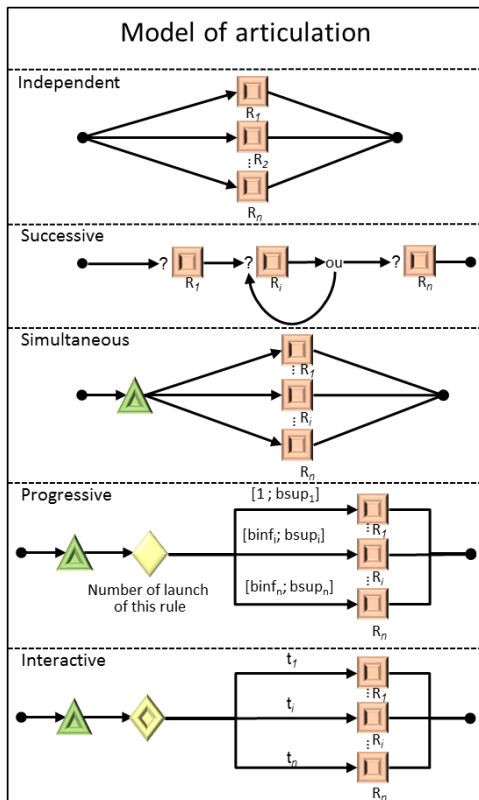 Model of articulation
Independent
R1
⋮R2
Rn
Successive
? ? ou ?
R1 Ri Rn
Simultaneous
⋮R1
Ri
⋮
Rn
Progressive
[1 ; bsup1]
⋮R1
[binfi; bsupi]
⋮Ri
[binfn; bsupn]
Number of launch
of this rule
Rn
Interactive
t1
⋮R1
ti
⋮Ri
tn
Rn